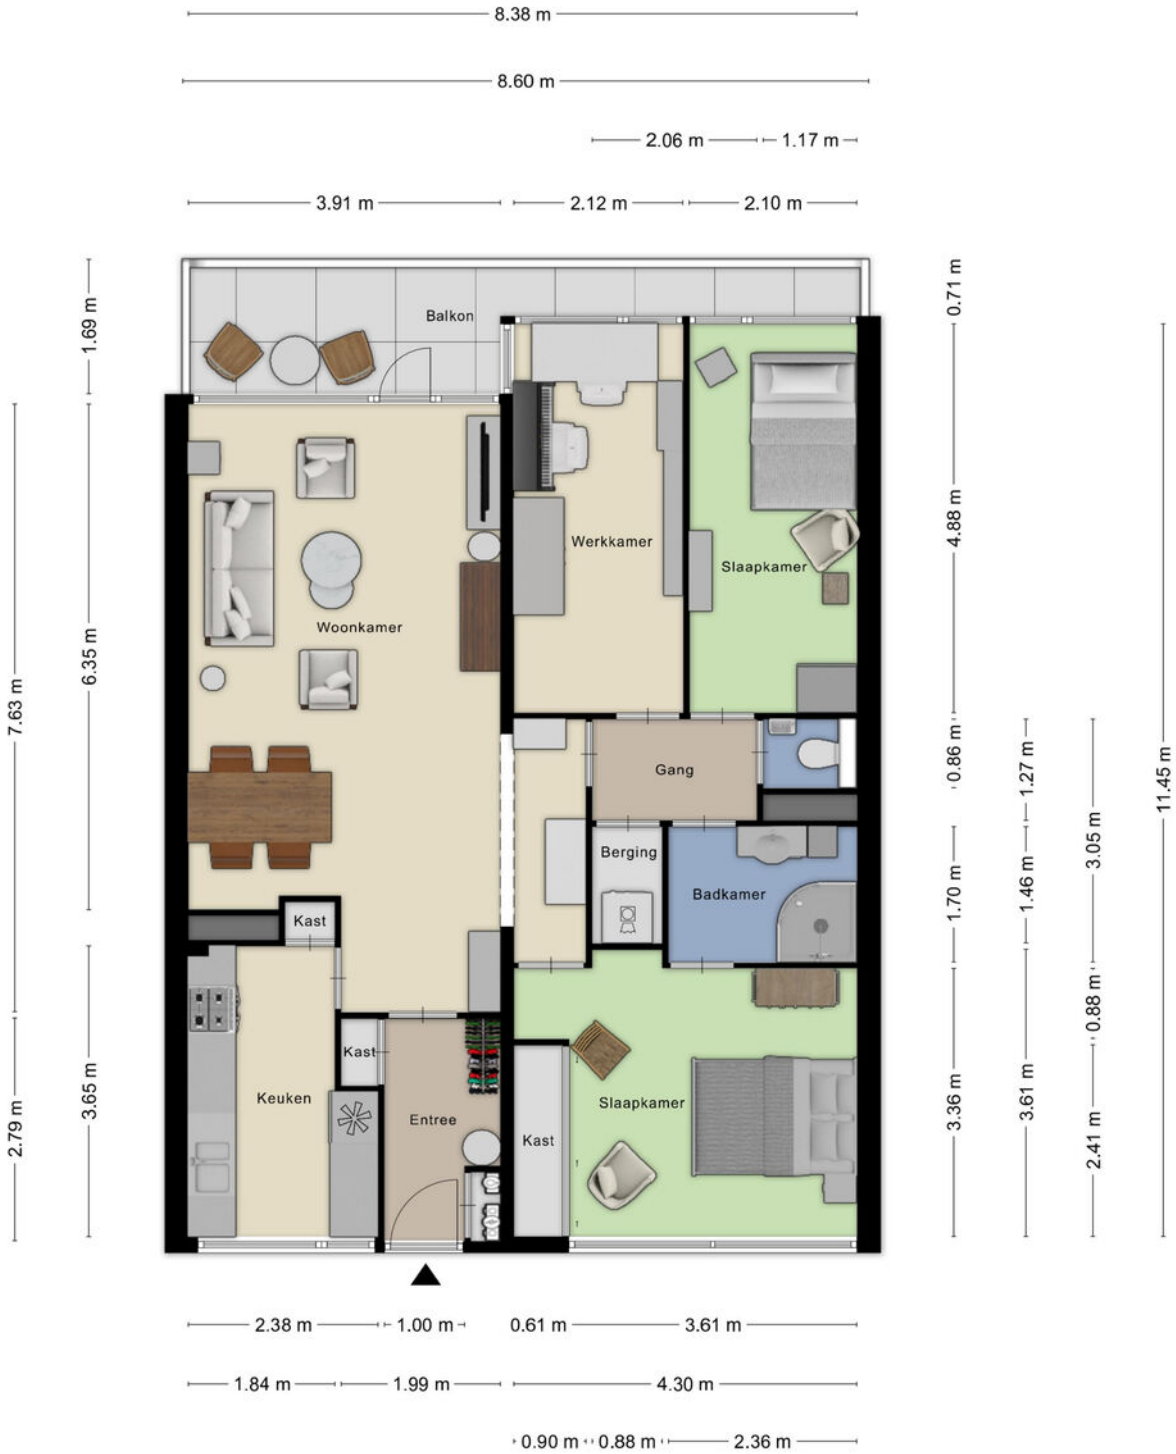 8.38 m
8.60 m
2.06 m
1.17 m
3.91 m
2.12 m
2.10 m
1.69 m
0.71 m
Balkon
4.88 m
Werkkamer
Slaapkamer
Woonkamer
6.35 m
7.63 m
Gang
0.86 m
1.27 m
11.45 m
Berging
3.05 m
Badkamer
1.70 m
1.46 m
Kast
0.88 m
Kast
Keuken
Slaapkamer
Entree
Kast
3.65 m
2.79 m
3.36 m
3.61 m
2.41 m
2.38 m
1.00 m
0.61 m
3.61 m
1.84 m
1.99 m
4.30 m
0.90 m
0.88 m
2.36 m